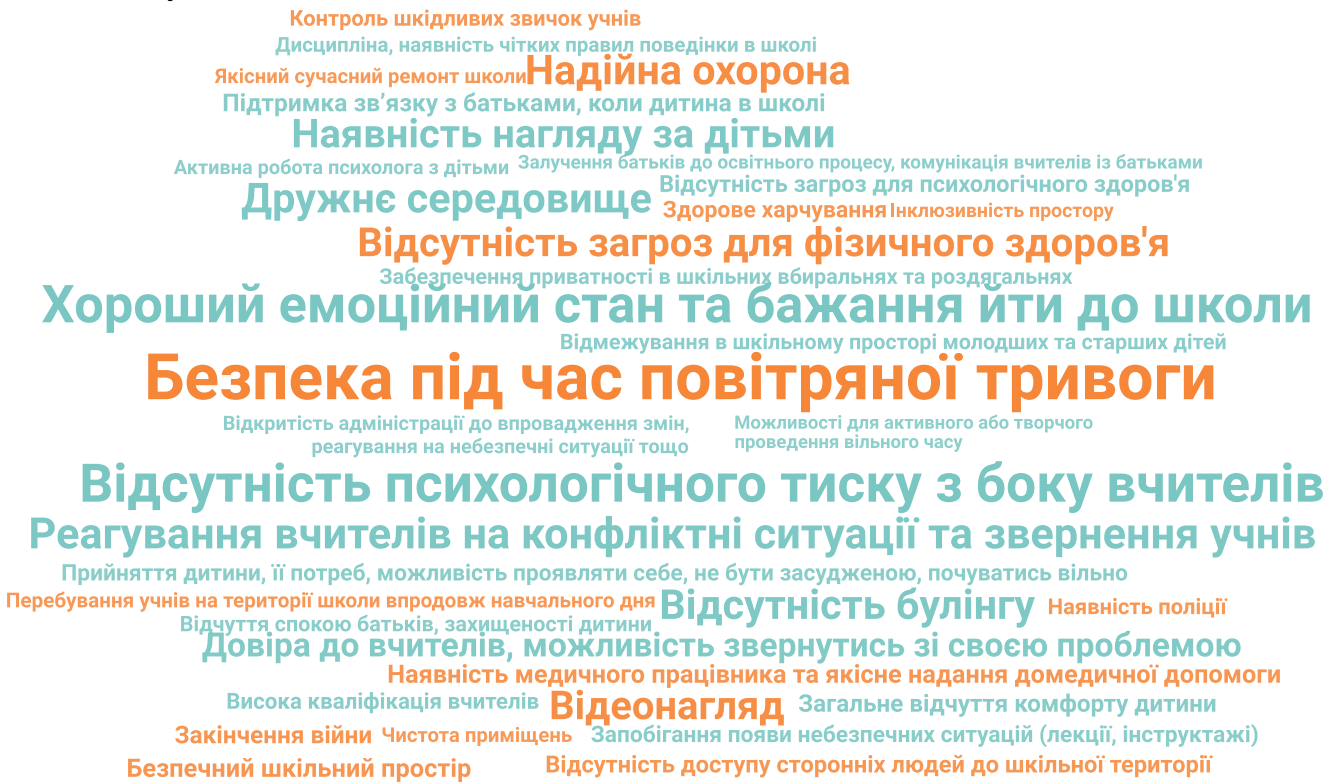 Контроль шкідливих звичок учнів
Дисципліна, наявність чітких правил поведінки в школі
Якісний сучасний ремонт школи Надійна охорона
Підтримка зв’язку з батьками, коли дитина в школі
Наявність нагляду за дітьми
Активна робота психолога з дітьми Залучення батьків до освітнього процесу, комунікація вчителів із батьками
Дружнє середовище Відсутність загроз для психологічного здоров'я
Здорове харчування Інклюзивність простору
Відсутність загроз для фізичного здоров'я
Забезпечення приватності в шкільних вбиральнях та роздягальнях
Хороший емоційний стан та бажання йти до школи
Відмежування в шкільному просторі молодших та старших дітей
Безпека під час повітряної тривоги
Відкритість адміністрації до впровадження змін,
реагування на небезпечні ситуації тощо
Можливості для активного або творчого
проведення вільного часу
Відсутність психологічного тиску з боку вчителів
Реагування вчителів на конфліктні ситуації та звернення учнів
Прийняття дитини, її потреб, можливість проявляти себе, не бути засудженою, почуватись вільно
Перебування учнів на території школи впродовж навчального дня Відсутність булінгу Наявність поліції
Відчуття спокою батьків, захищеності дитини
Довіра до вчителів, можливість звернутись зі своєю проблемою
Наявність медичного працівника та якісне надання домедичної допомоги
Висока кваліфікація вчителів Відеонагляд Загальне відчуття комфорту дитини
Закінчення війни Чистота приміщень Запобігання появи небезпечних ситуацій (лекції, інструктажі)
Безпечний шкільний простір Відсутність доступу сторонніх людей до шкільної території